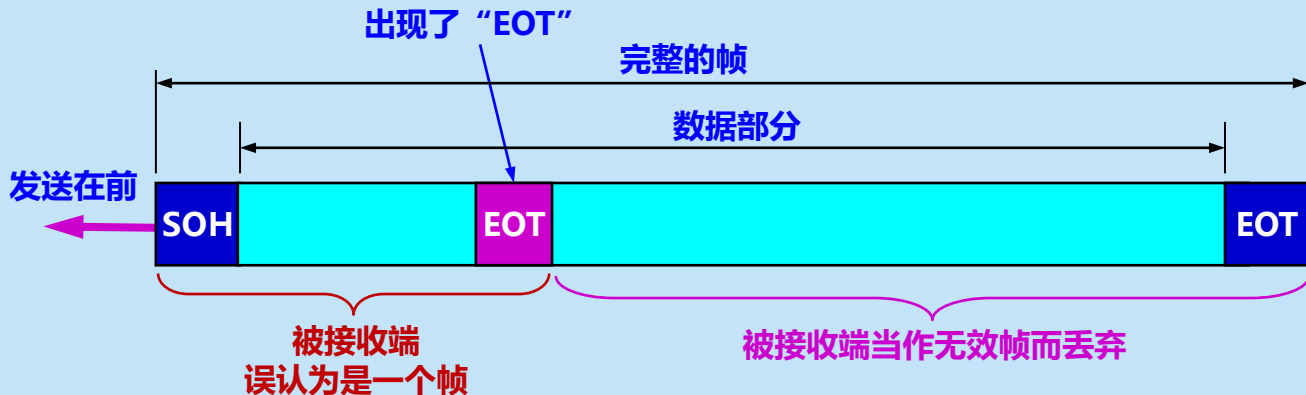 出现了“EOT”
完整的帧
数据部分
发送在前
SOH
EOT
EOT
被接收端
误认为是一个帧
被接收端当作无效帧而丢弃